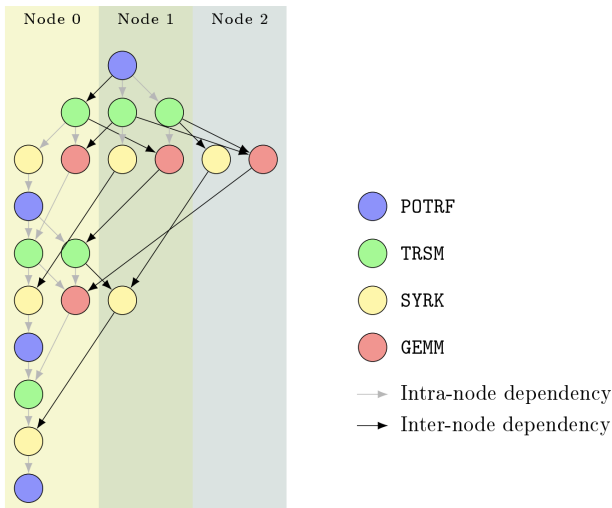 Node 0 Node 1 Node 2
POTRF
TRSM
SYRK
GEMM
Intra-node dependency
Inter-node dependency